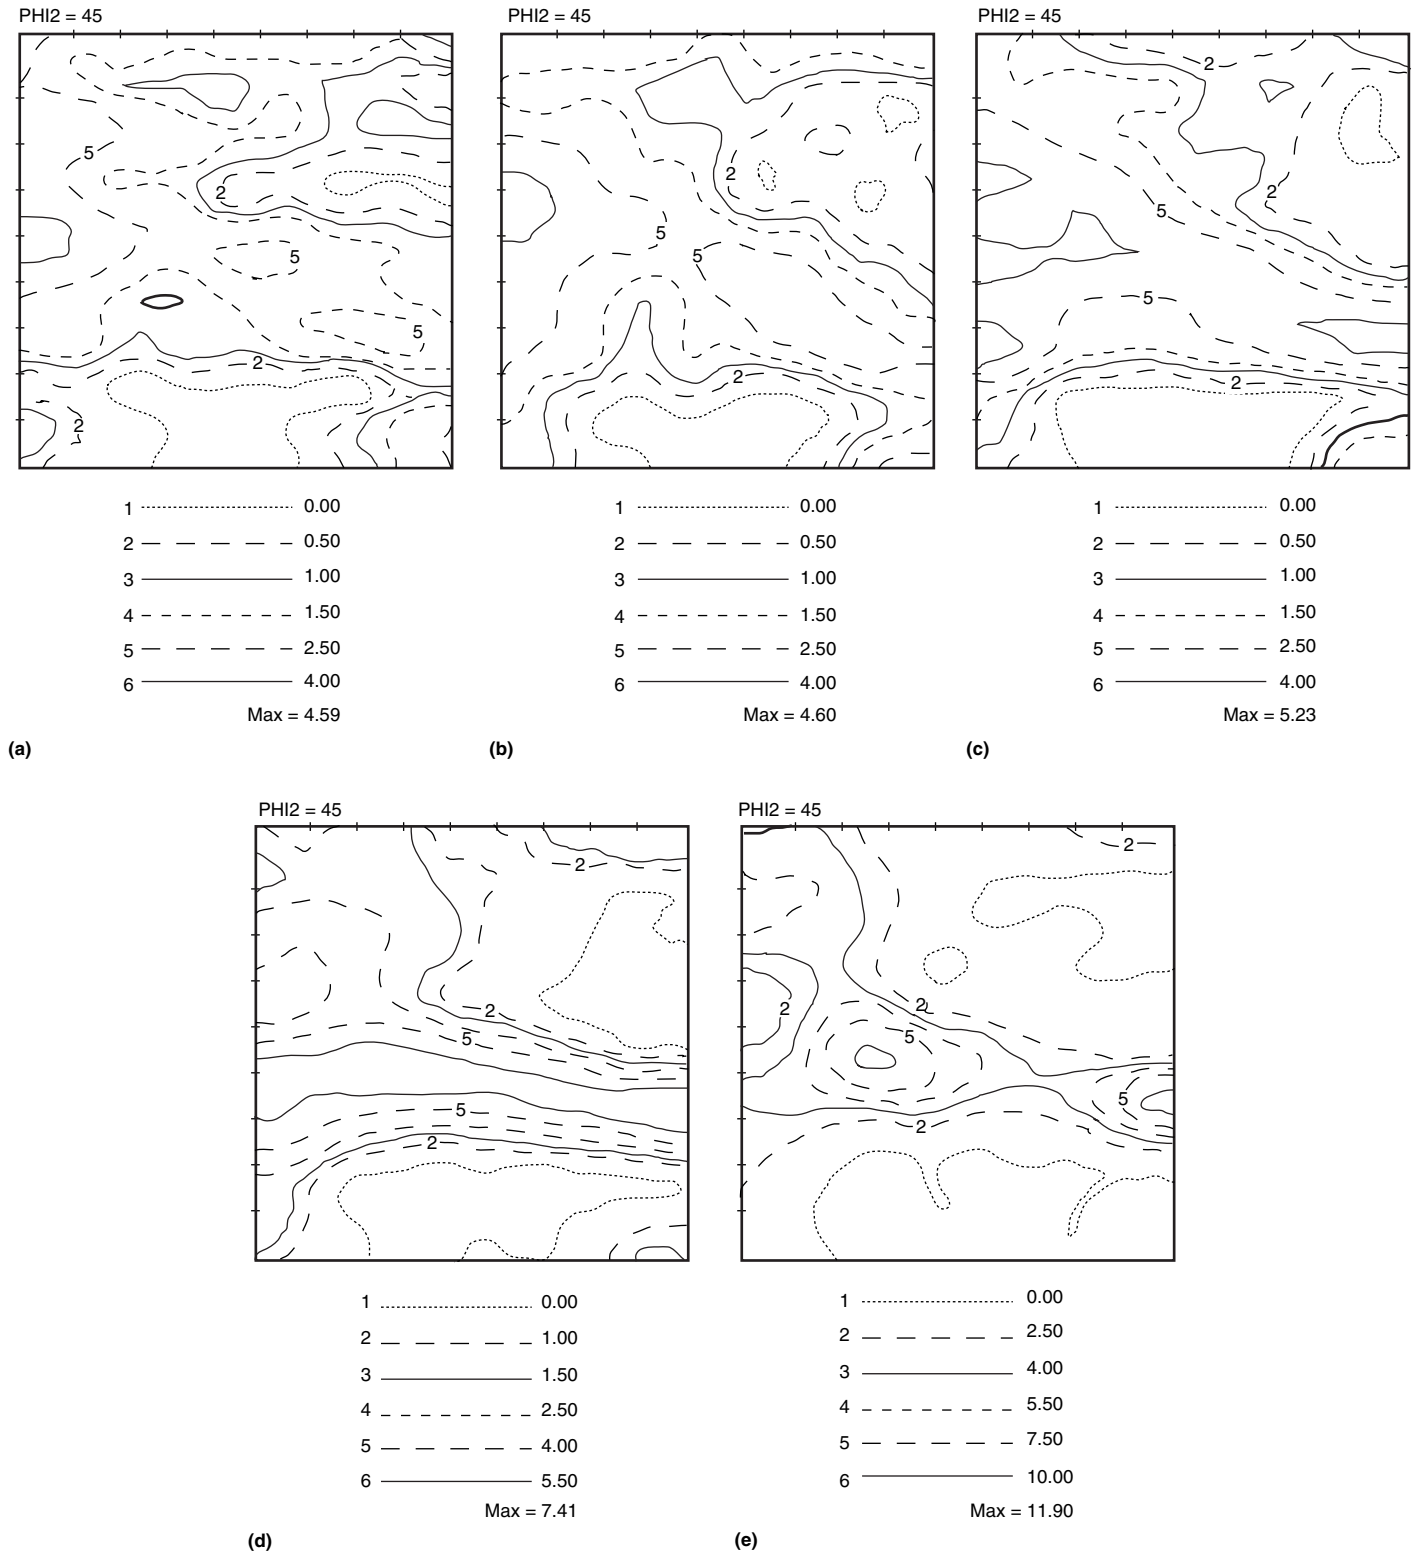 PHI2 = 45 PHI2 = 45 PHI2 = 45
5 2 5 5 2 2
2 5 5 2
2 2 5 5 2
1 0.00 1 0.00 1 0.00
2 0.50 2 0.50 2 0.50
3 1.00 3 1.00 3 1.00
4 1.50 4 1.50 4 1.50
5 2.50 5 2.50 5 2.50
6 4.00 6 4.00 6 4.00
Max = 4.59 Max = 4.60 Max = 5.23
(a) (b) (c)
PHI2 = 45 PHI2 = 45
2 2 5 5 2
2 2 2 5 5 2
1 0.00 1 0.00
2 1.00 2 2.50
3 1.50 3 4.00
4 2.50 4 5.50
5 4.00 5 7.50
6 5.50 6 10.00
Max = 7.41 Max = 11.90
(d) (e)